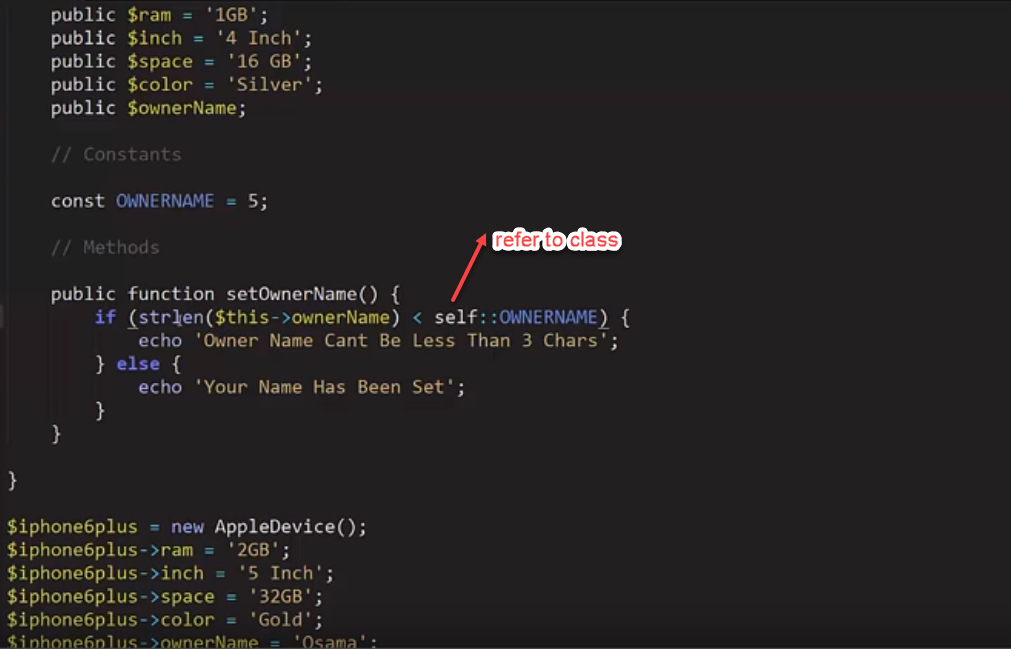 public $ram = '1GB';
public $inch = '4 Inch';
public $space = '16 GB';
public $color = 'Silver';
public $ownerName;
// Constants
const OWNERNAME = 5;
// Methods
refer to class
public function setOwnerName() {
if (strlen($this->ownerName) < self::OWNERNAME) {
echo 'Owner Name Cant Be Less Than 3 Chars';
} else {
echo 'Your Name Has Been Set';
}
}
}
$iphone6plus = new AppleDevice();
$iphone6plus->ram = '2GB';
$iphone6plus->inch = '5 Inch';
$iphone6plus->space = '32GB';
$iphone6plus->color = 'Gold';
$iphone6plus->ownerName = 'Osama';